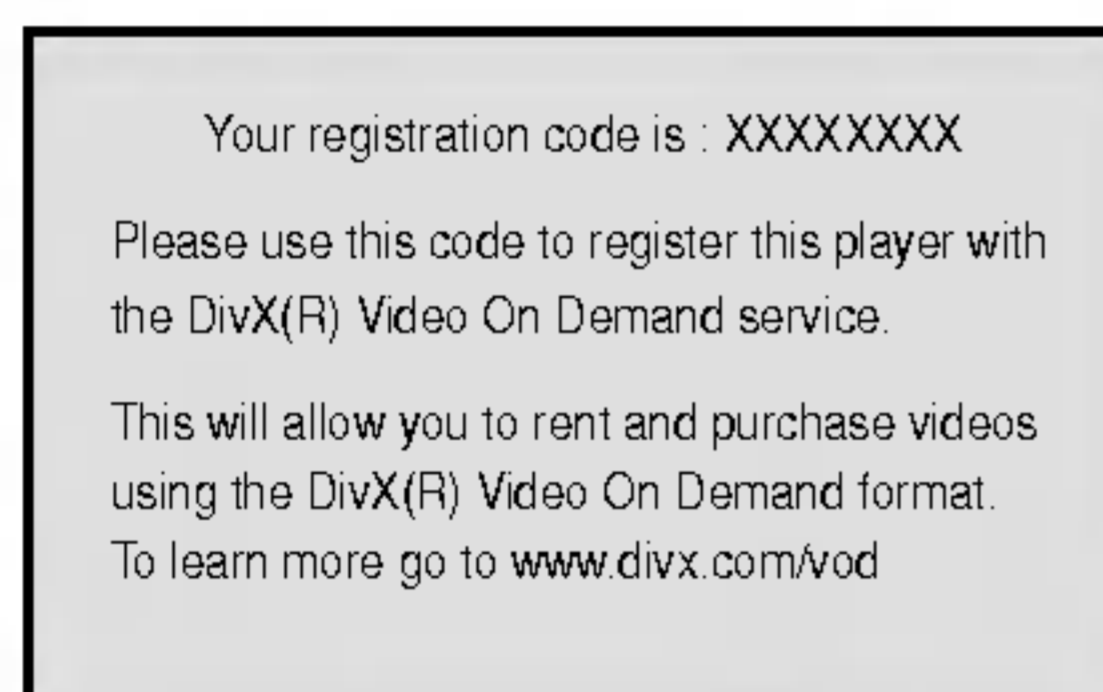 Your registration code is : XXXXXXXX
Please use this code to register this player with
the DivX(R) Video On Demand service.
This will allow you to rent and purchase videos
using the DivX(R) Video On Demand format.
To learn more go to www.divx.com/vod